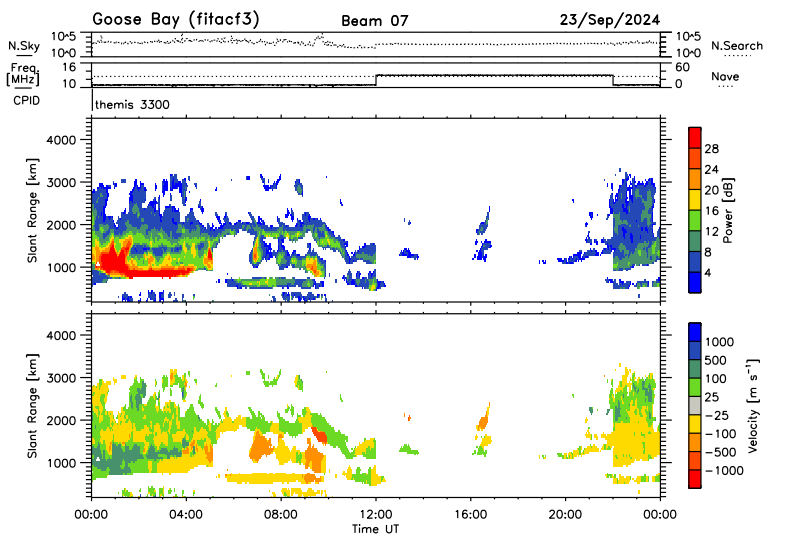 Goose Bay (fitacf3) Beam 07 23/Sep/2024
N.Sky 10^5 10^0 10^5 10^0 N.Search
Freq. [MHz] 16 10 60 0 Nave
CPID themis 3300
Slant Range [km]
4000
3000
2000
1000
Power [dB]
28
24
20
16
12
8
4
Slant Range [km]
4000
3000
2000
1000
Velocity [m s⁻¹]
1000
500
100
25
−25
−100
−500
−1000
00:00 04:00 08:00 12:00 16:00 20:00 00:00
Time UT